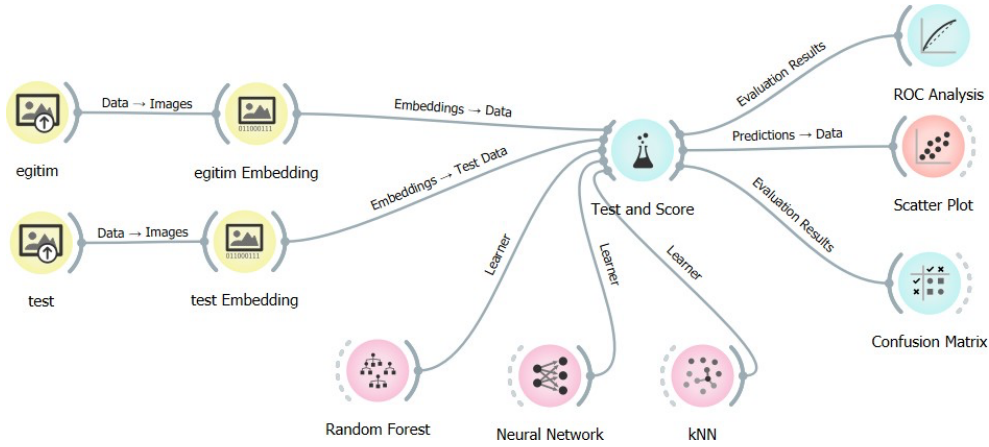 Evaluation Results
ROC Analysis
Data → Images
Embeddings → Data
011000111
egitim
egitim Embedding
Predictions → Data
Embeddings → Test Data
Test and Score
Scatter Plot
Data → Images
011000111
test
test Embedding
Learner
Learner
Learner
Evaluation Results
Confusion Matrix
Random Forest
Neural Network
kNN